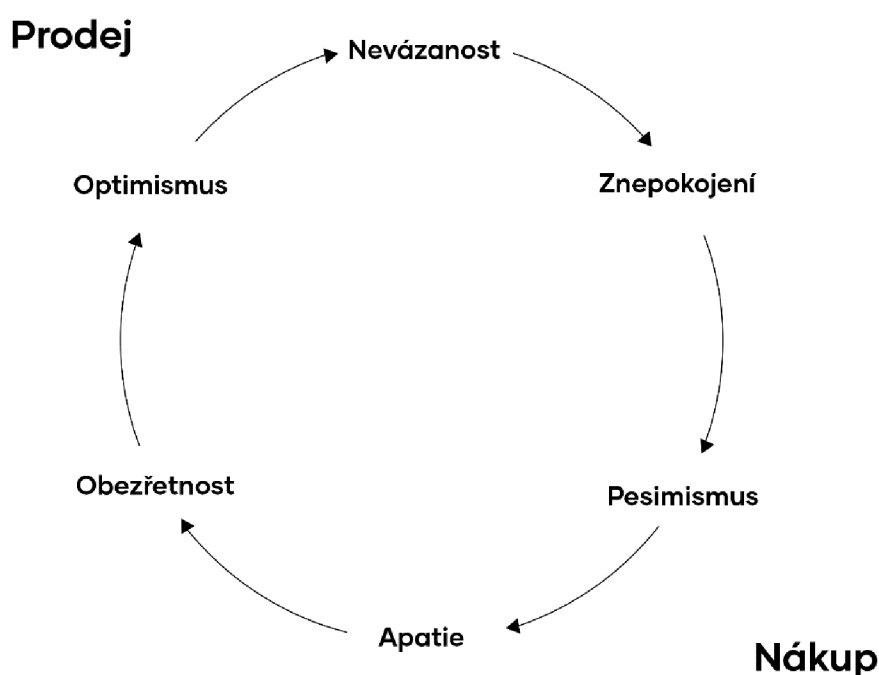 Prodej
Nevázanost
Optimismus
Znepokojení
Obezřetnost
Pesimismus
Apatie
Nákup